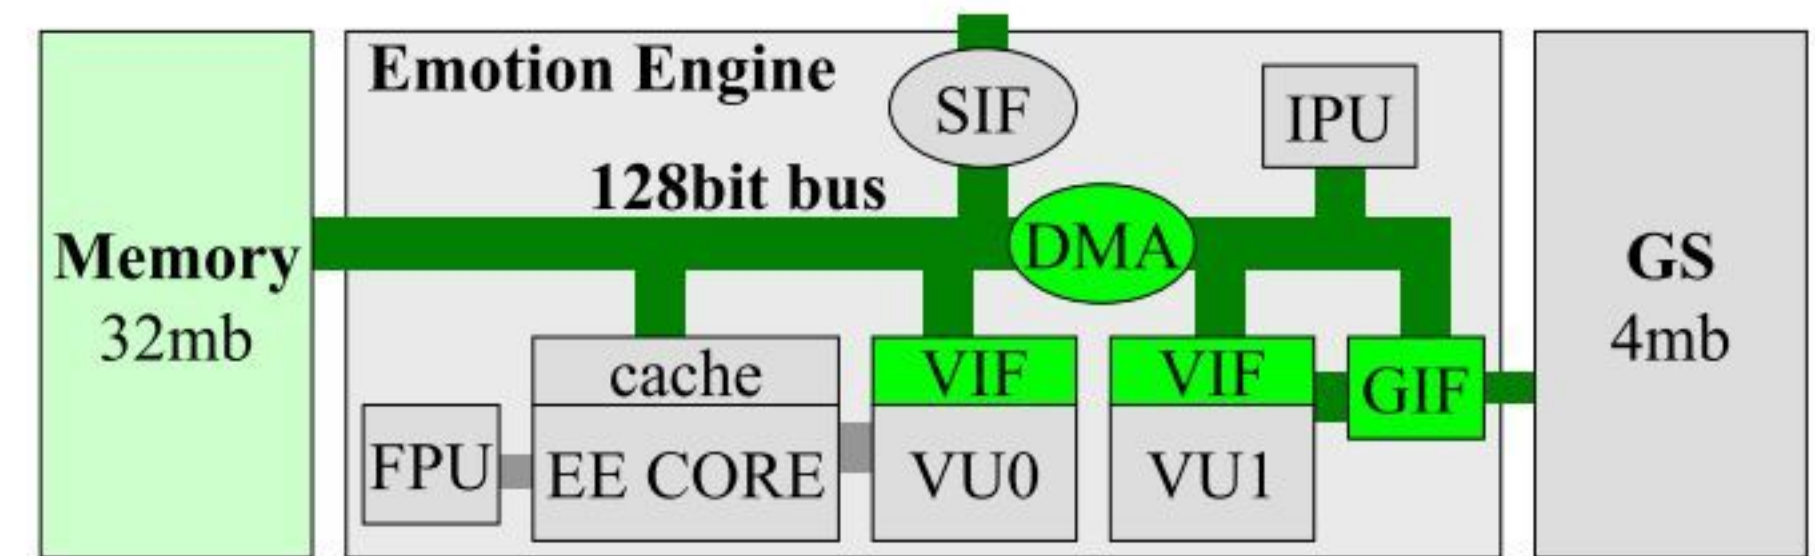 Emotion Engine
SIF
IPU
128bit bus
DMA
Memory
32mb
GS
4mb
cache
VIF
VIF
GIF
FPU
EE CORE
VU0
VU1